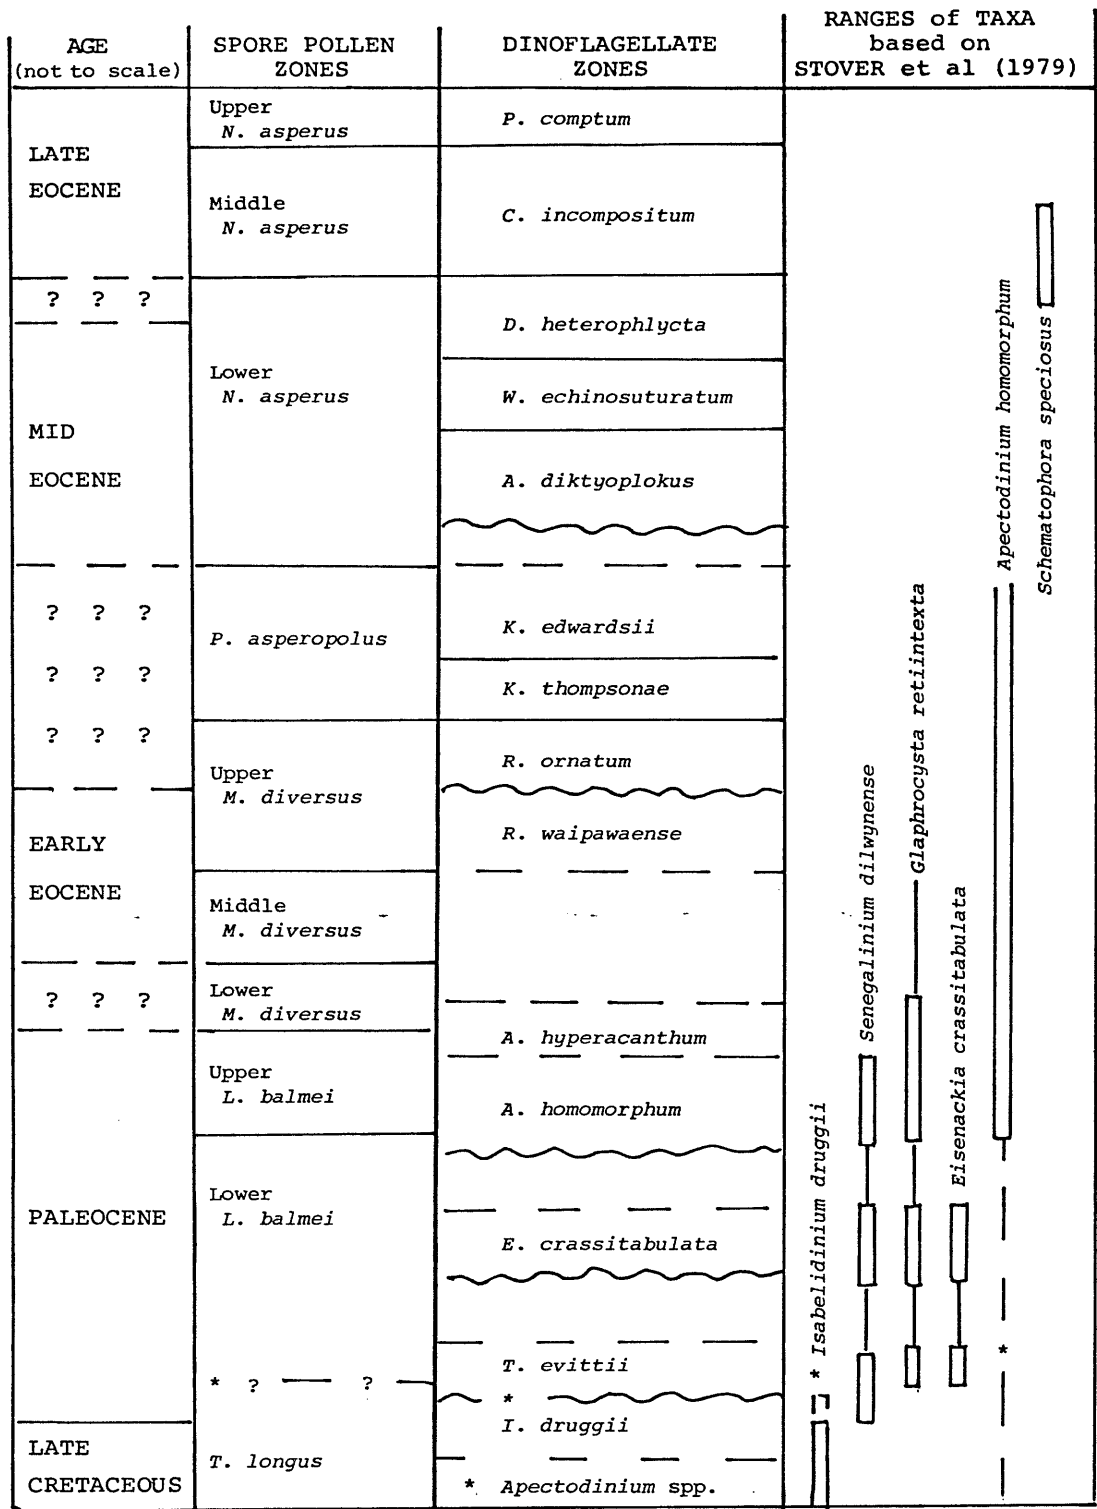 AGE
(not to scale)
SPORE POLLEN
ZONES
DINOFLAGELLATE
ZONES
RANGES of TAXA
based on
STOVER et al (1979)
LATE
EOCENE
? ? ?
MID
EOCENE
? ? ?
? ? ?
? ? ?
EARLY
EOCENE
? ? ?
PALEOCENE
LATE
CRETACEOUS
Upper
N. asperus
Middle
N. asperus
Lower
N. asperus
P. asperopolus
Upper
M. diversus
Middle
M. diversus
Lower
M. diversus
Upper
L. balmei
Lower
L. balmei
* ? ?
T. longus
P. comptum
C. incompositum
D. heterophlycta
W. echinosuturatum
A. diktyoplokus
K. edwardsii
K. thompsonae
R. ornatum
R. waipawaense
A. hyperacanthum
A. homomorphum
E. crassitabulata
T. evittii
*
I. druggii
* Apectodinium spp.
* Isabelidinium druggii
Senegalinium dilwynense
Glaphrocysta retiintexta
Eisenackia crassitabulata
Apectodinium homomorphum
*
Schematophora speciosus